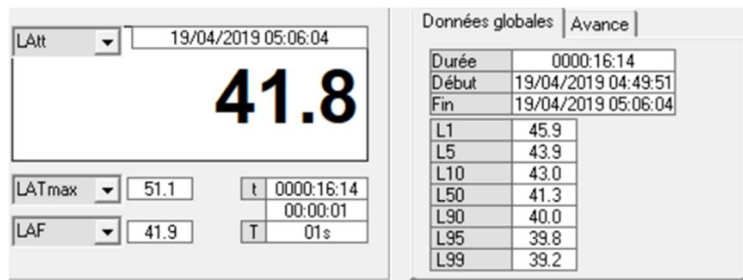 LAtt 19/04/2019 05:06:04
41.8
LATmax 51.1 t 0000:16:14
00:00:01
LAF 41.9 T 01s
Données globales Avance
Durée 0000:16:14
Début 19/04/2019 04:49:51
Fin 19/04/2019 05:06:04
L1 45.9
L5 43.9
L10 43.0
L50 41.3
L90 40.0
L95 39.8
L99 39.2